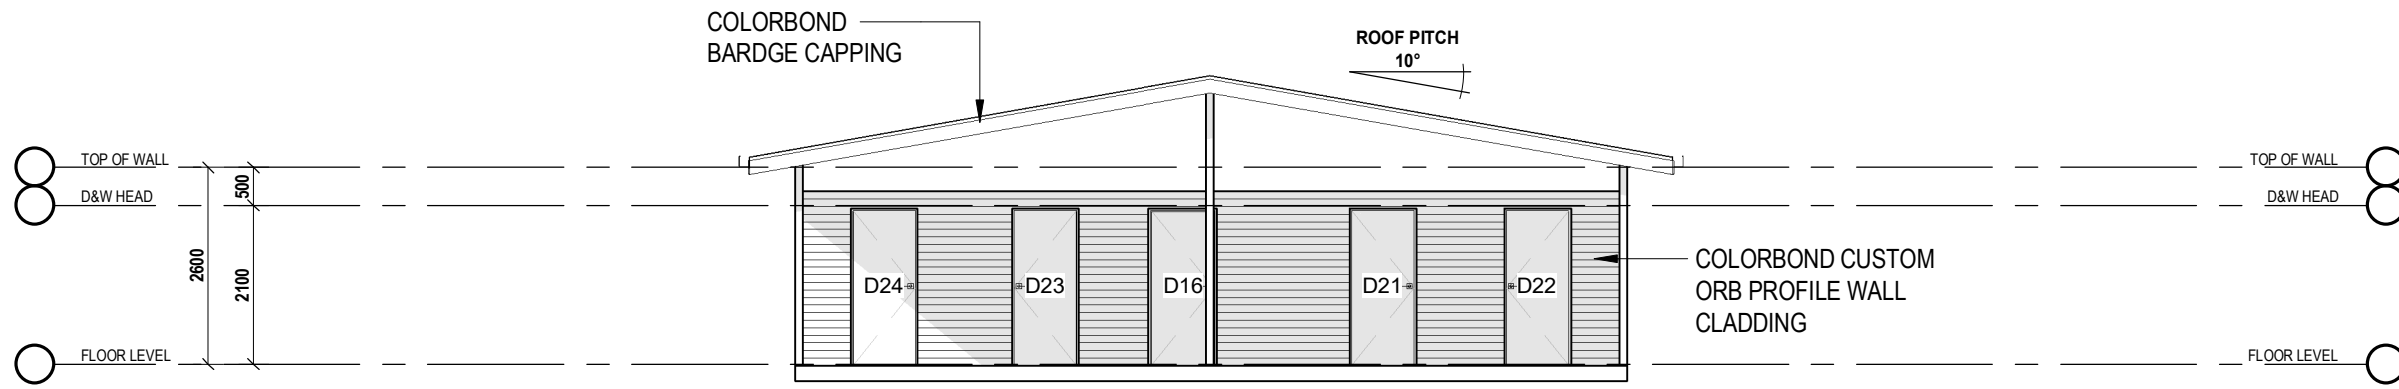 COLORBOND
BARDGE CAPPING
ROOF PITCH
10°
TOP OF WALL
D&W HEAD
FLOOR LEVEL
2600
500
2100
D24
D23
D16
D21
D22
COLORBOND CUSTOM
ORB PROFILE WALL
CLADDING
TOP OF WALL
D&W HEAD
FLOOR LEVEL